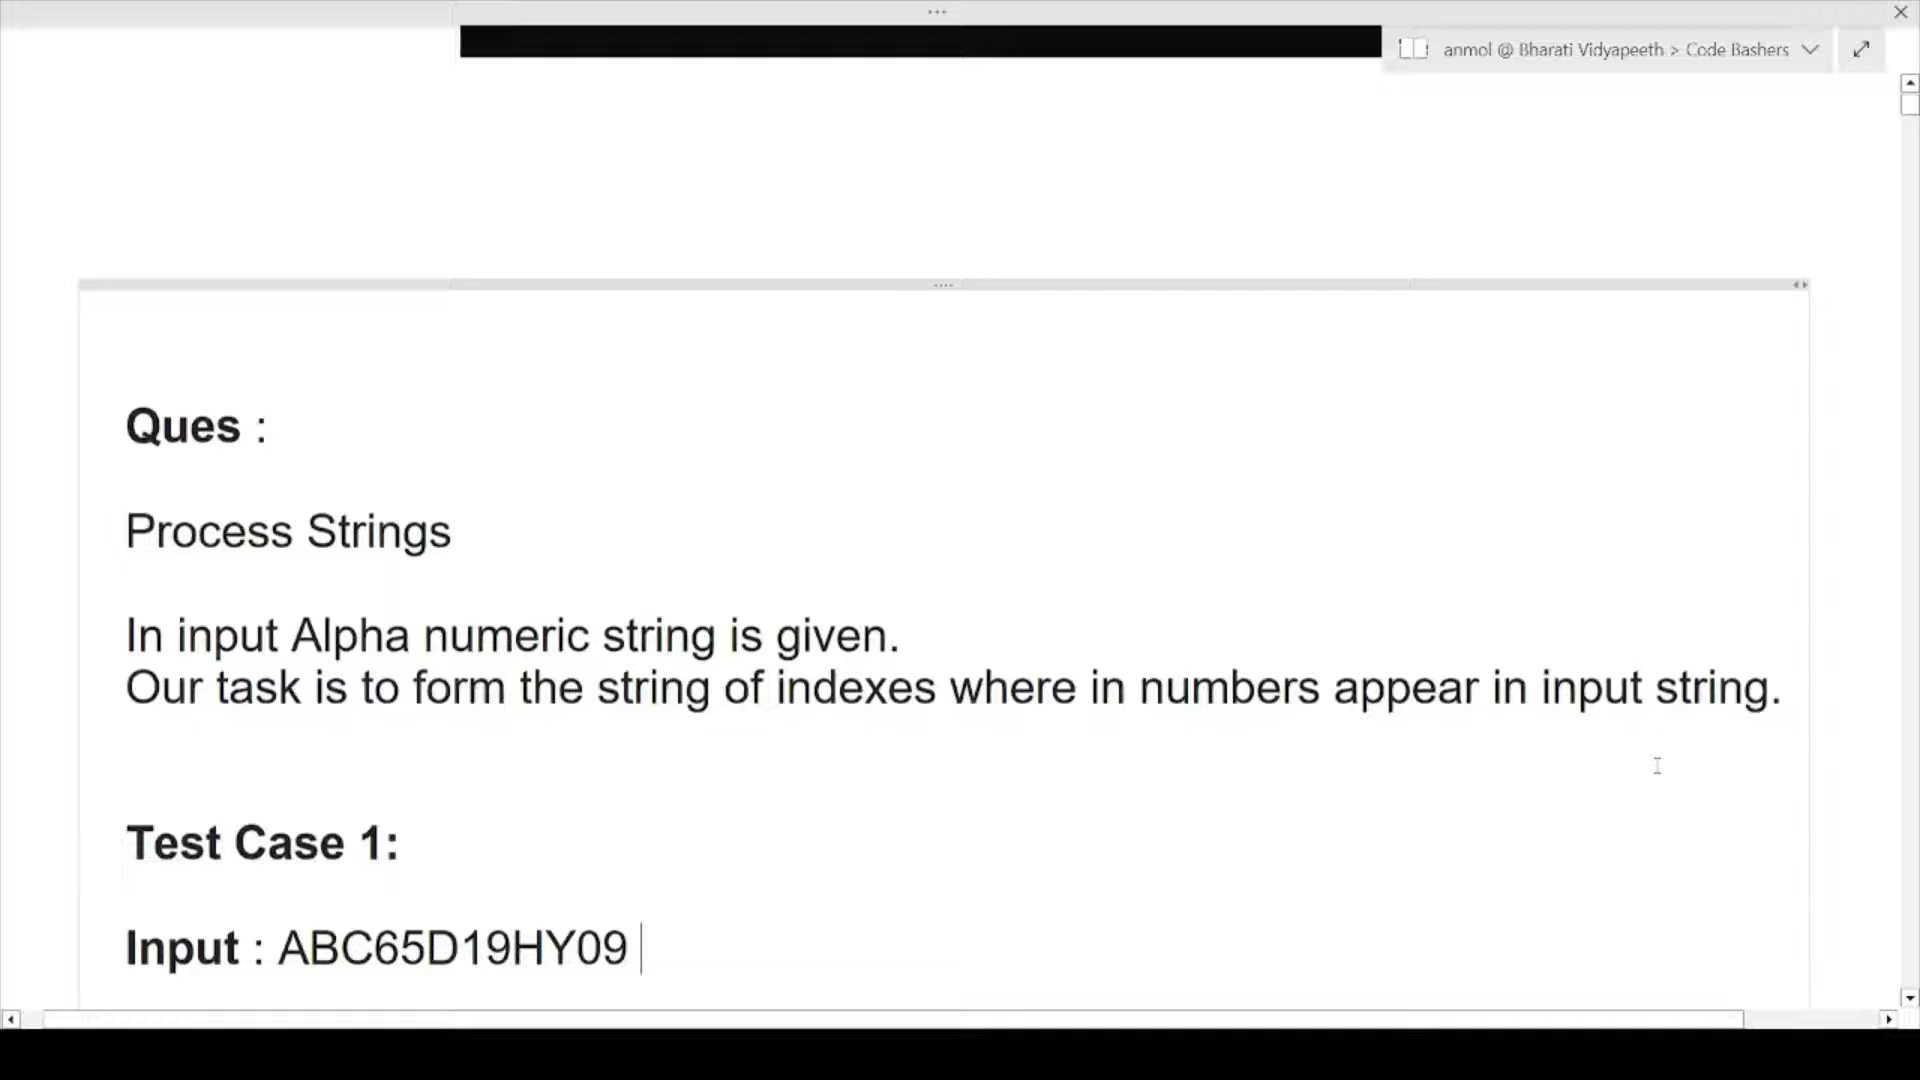 anmol @ Bharati Vidyapeeth > Code Bashers
Ques :
Process Strings
In input Alpha numeric string is given.
Our task is to form the string of indexes where in numbers appear in input string.
Test Case 1:
Input : ABC65D19HY09